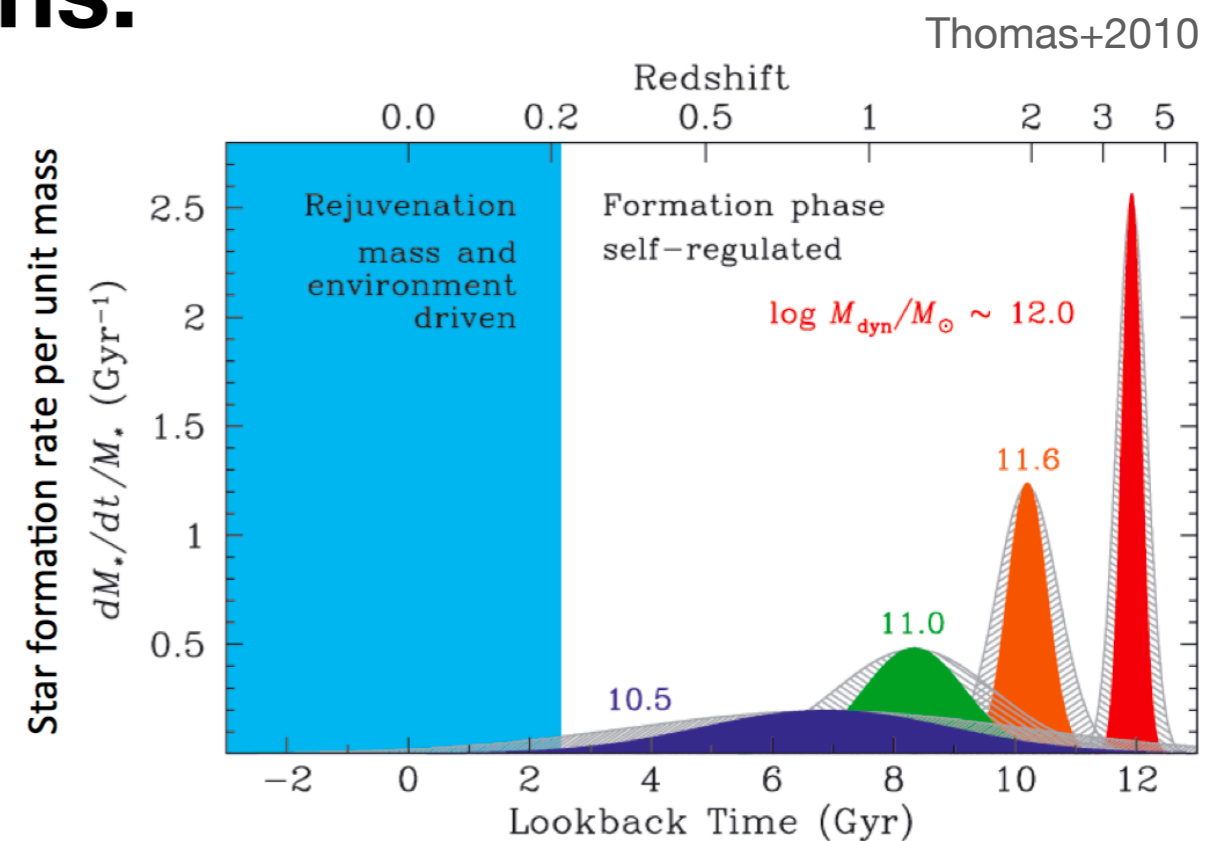 ns.
Thomas+2010
Redshift
0.0 0.2 0.5 1 2 3 5
Star formation rate per unit mass
dM*/dt/M* (Gyr⁻¹)
2.5
2
1.5
1
0.5
Rejuvenation
mass and
environment
driven
Formation phase
self-regulated
log M_dyn/M_⊙ ~ 12.0
11.6
11.0
10.5
−2 0 2 4 6 8 10 12
Lookback Time (Gyr)